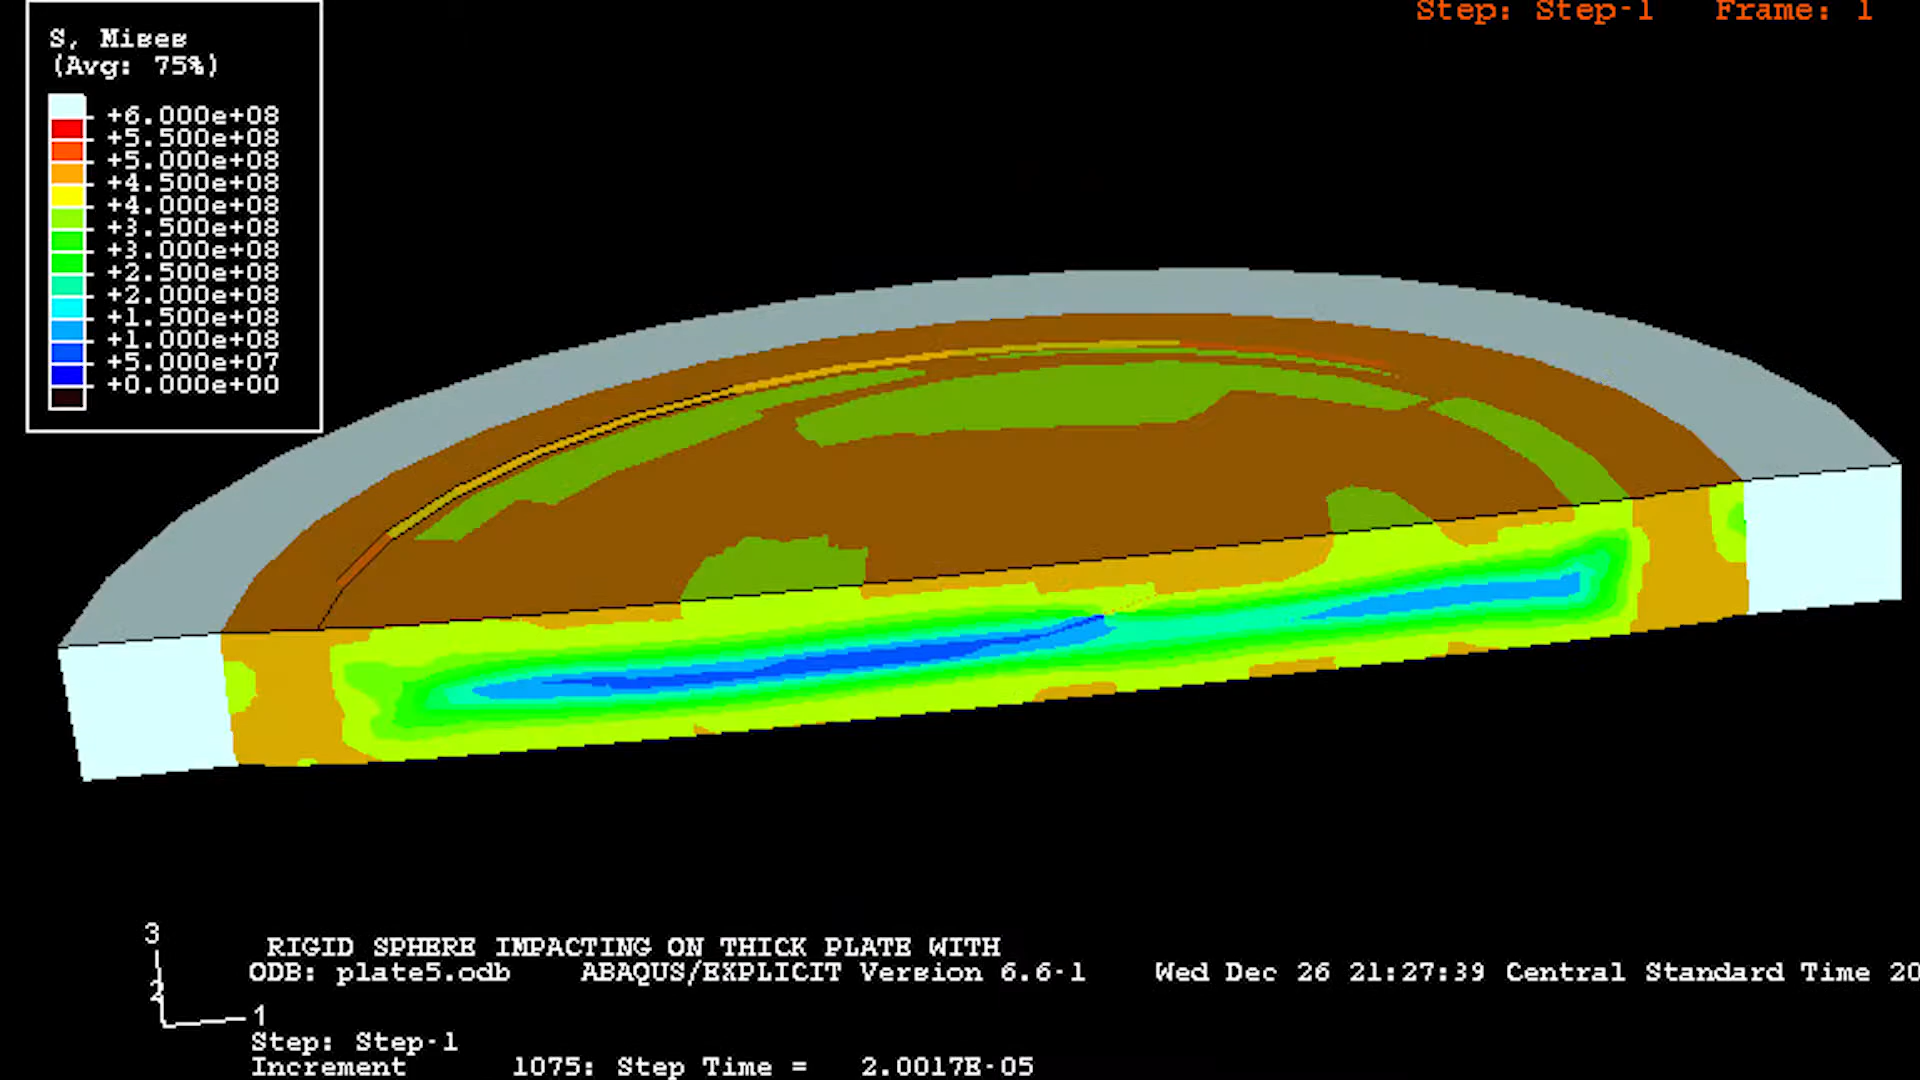 Step: Step-1 Frame: 1
S, Mises
(Avg: 75%)
+6.000e+08
+5.500e+08
+5.000e+08
+4.500e+08
+4.000e+08
+3.500e+08
+3.000e+08
+2.500e+08
+2.000e+08
+1.500e+08
+1.000e+08
+5.000e+07
+0.000e+00
3
2
1
RIGID SPHERE IMPACTING ON THICK PLATE WITH
ODB: plate5.odb ABAQUS/EXPLICIT Version 6.6-1 Wed Dec 26 21:27:39 Central Standard Time 20
Step: Step-1
Increment 1075: Step Time = 2.0017E-05